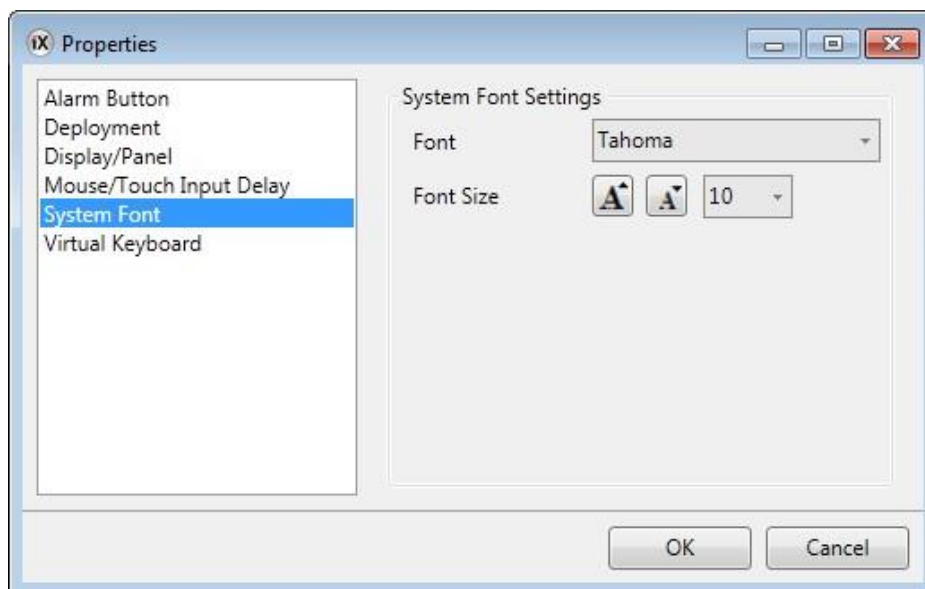 iX Properties
Alarm Button
Deployment
Display/Panel
Mouse/Touch Input Delay
System Font
Virtual Keyboard
System Font Settings
Font Tahoma
Font Size A A 10
OK Cancel